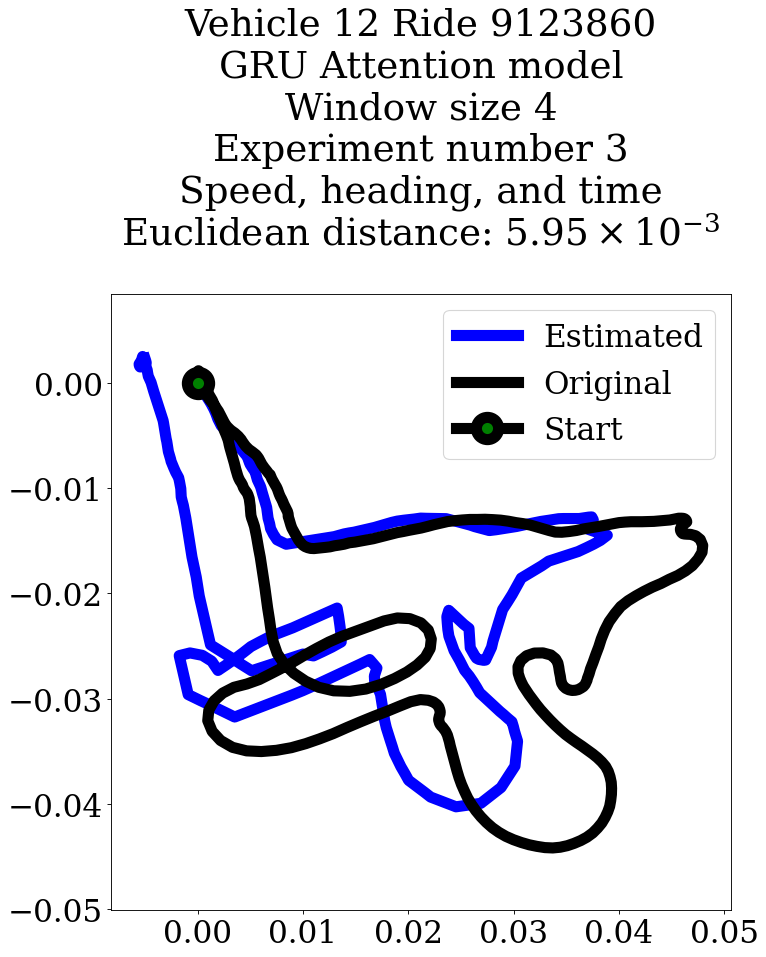 Vehicle 12 Ride 9123860
GRU Attention model
Window size 4
Experiment number 3
Speed, heading, and time
Euclidean distance: 5.95 × 10⁻³
Estimated
Original
Start
0.00
−0.01
−0.02
−0.03
−0.04
−0.05
0.00 0.01 0.02 0.03 0.04 0.05